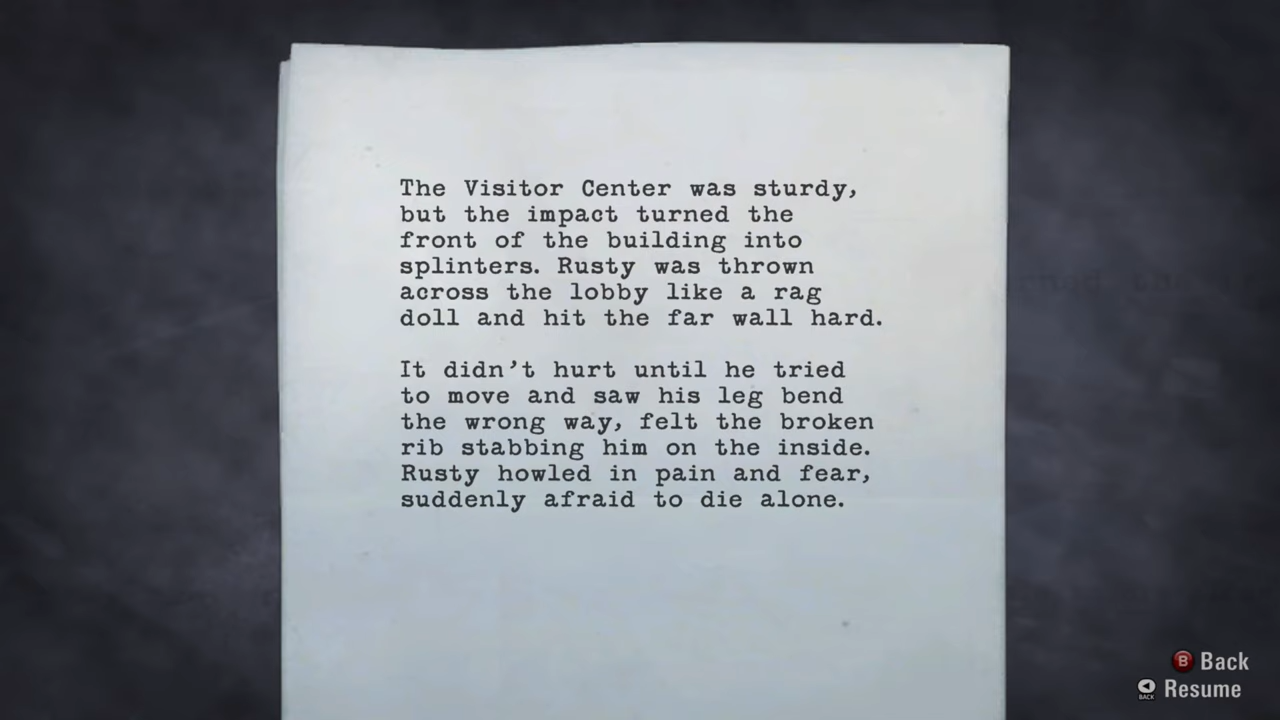 The Visitor Center was sturdy,
but the impact turned the
front of the building into
splinters. Rusty was thrown
across the lobby like a rag
doll and hit the far wall hard.
It didn’t hurt until he tried
to move and saw his leg bend
the wrong way, felt the broken
rib stabbing him on the inside.
Rusty howled in pain and fear,
suddenly afraid to die alone.
B Back
BACK Resume